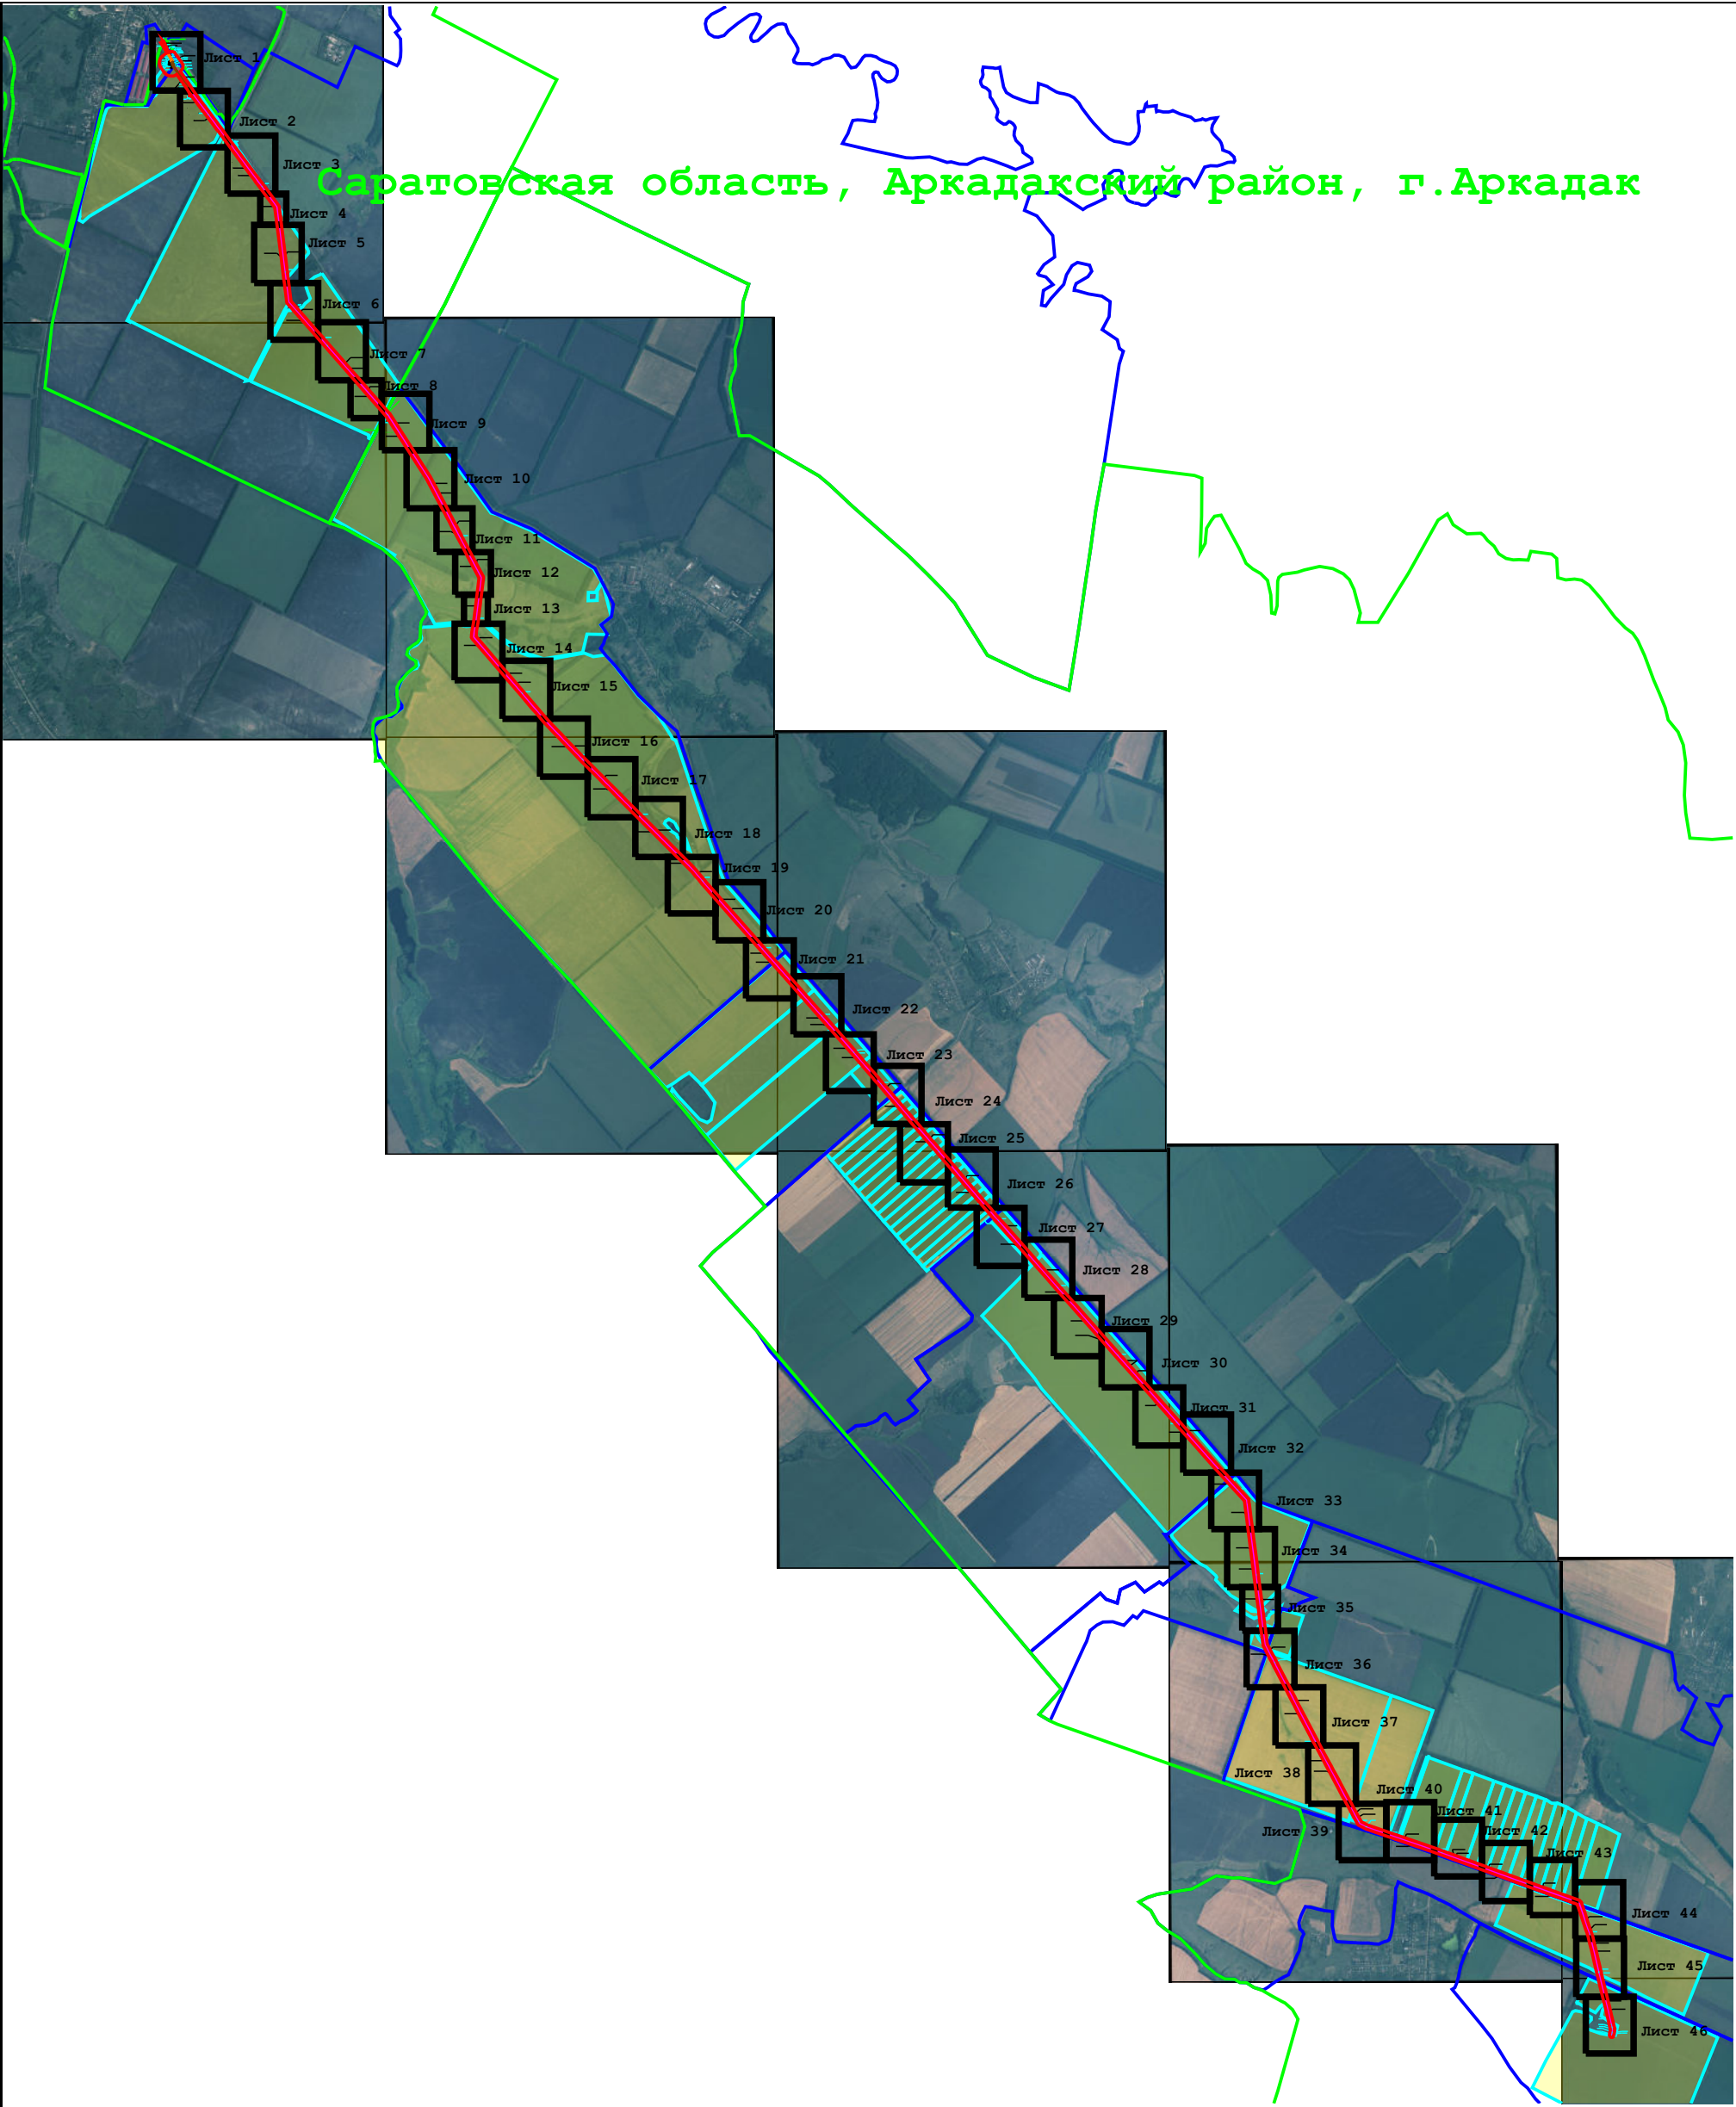 Лист 1
Лист 2
Лист 3
Саратовская область, Аркадакский район, г.Аркадак
Лист 4
Лист 5
Лист 6
Лист 7
Лист 8
Лист 9
Лист 10
Лист 11
Лист 12
Лист 13
Лист 14
Лист 15
Лист 16
Лист 17
Лист 18
Лист 19
Лист 20
Лист 21
Лист 22
Лист 23
Лист 24
Лист 25
Лист 26
Лист 27
Лист 28
Лист 29
Лист 30
Лист 31
Лист 32
Лист 33
Лист 34
Лист 35
Лист 36
Лист 37
Лист 38
Лист 39
Лист 40
Лист 41
Лист 42
Лист 43
Лист 44
Лист 45
Лист 46